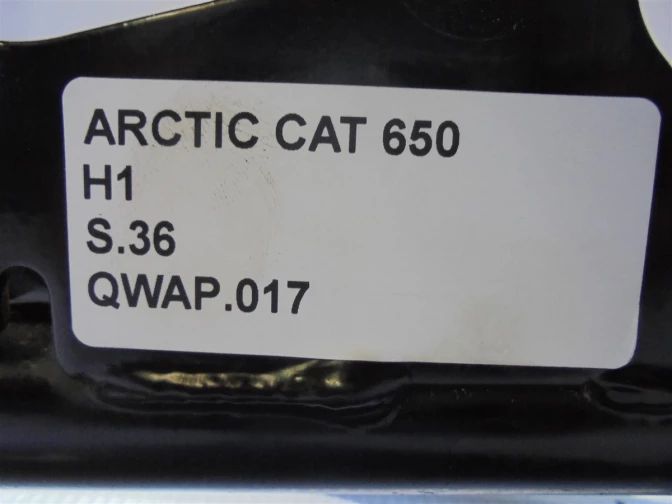 ARCTIC CAT 650
H1
S.36
QWAP.017